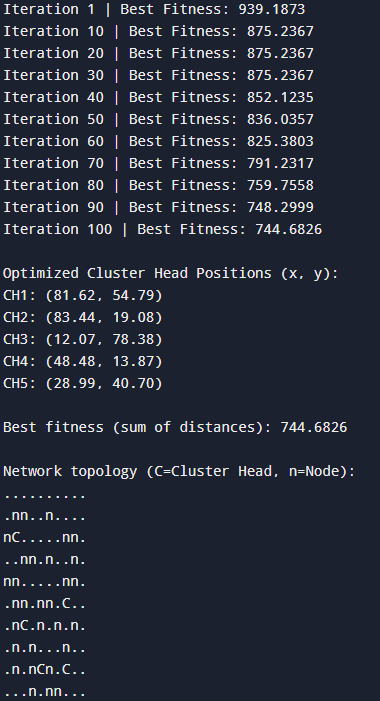 Iteration 1 | Best Fitness: 939.1873
Iteration 10 | Best Fitness: 875.2367
Iteration 20 | Best Fitness: 875.2367
Iteration 30 | Best Fitness: 875.2367
Iteration 40 | Best Fitness: 852.1235
Iteration 50 | Best Fitness: 836.0357
Iteration 60 | Best Fitness: 825.3803
Iteration 70 | Best Fitness: 791.2317
Iteration 80 | Best Fitness: 759.7558
Iteration 90 | Best Fitness: 748.2999
Iteration 100 | Best Fitness: 744.6826
Optimized Cluster Head Positions (x, y):
CH1: (81.62, 54.79)
CH2: (83.44, 19.08)
CH3: (12.07, 78.38)
CH4: (48.48, 13.87)
CH5: (28.99, 40.70)
Best fitness (sum of distances): 744.6826
Network topology (C=Cluster Head, n=Node):
..........
.nn..n....
nC.....nn.
..nn.n..n.
nn.....nn.
.nn.nn.C..
.nC.n.n.n.
.n.n...n..
.n.nCn.C..
...n.nn...